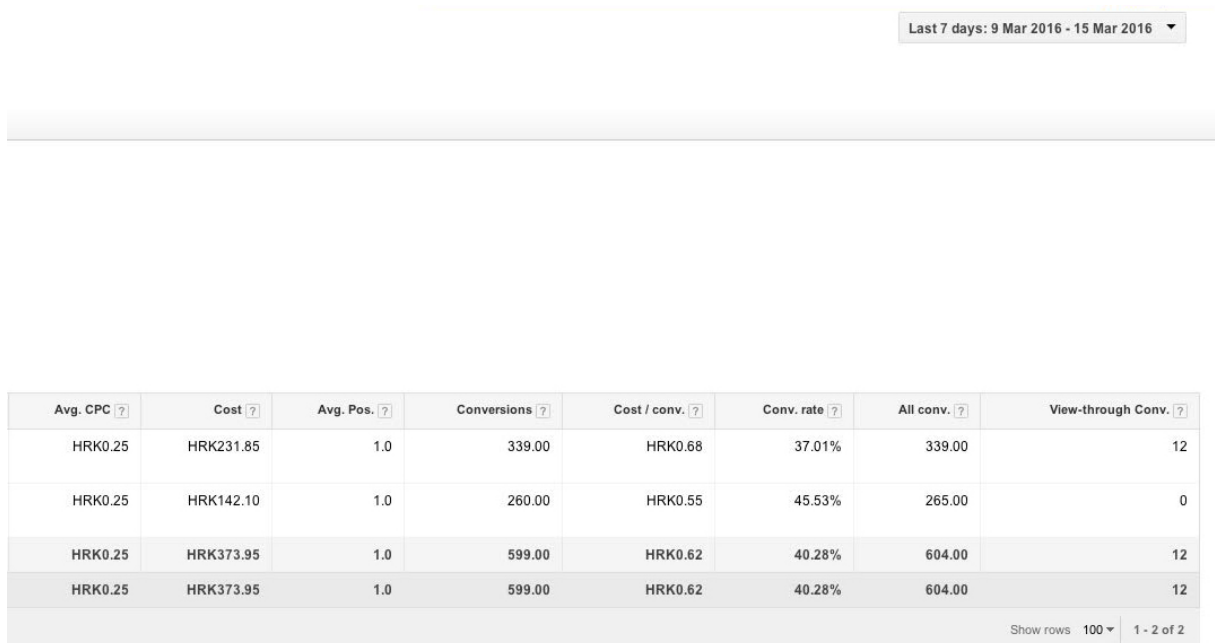 Last 7 days: 9 Mar 2016 - 15 Mar 2016
Avg. CPC ? Cost ? Avg. Pos. ? Conversions ? Cost / conv. ? Conv. rate ? All conv. ? View-through Conv. ?
HRK0.25 HRK231.85 1.0 339.00 HRK0.68 37.01% 339.00 12
HRK0.25 HRK142.10 1.0 260.00 HRK0.55 45.53% 265.00 0
HRK0.25 HRK373.95 1.0 599.00 HRK0.62 40.28% 604.00 12
HRK0.25 HRK373.95 1.0 599.00 HRK0.62 40.28% 604.00 12
Show rows 100 1 - 2 of 2